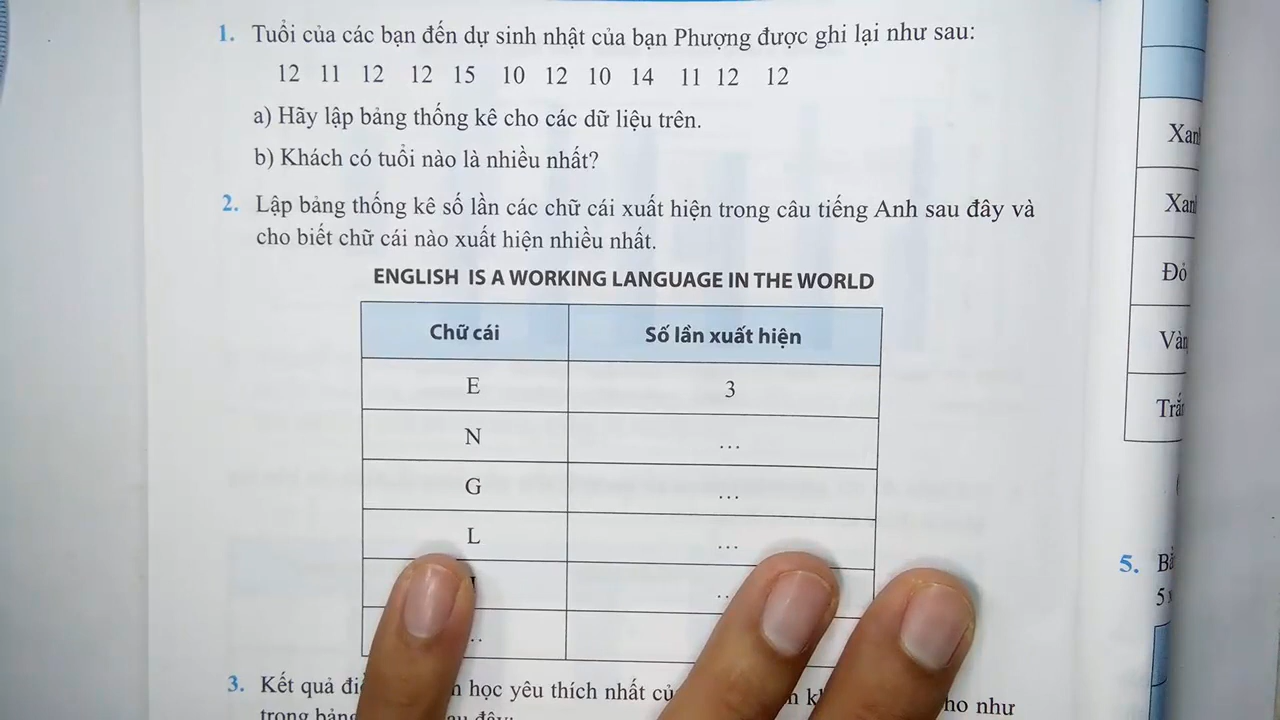 1. Tuổi của các bạn đến dự sinh nhật của bạn Phượng được ghi lại như sau:
12 11 12 12 15 10 12 10 14 11 12 12
a) Hãy lập bảng thống kê cho các dữ liệu trên.
b) Khách có tuổi nào là nhiều nhất?
2. Lập bảng thống kê số lần các chữ cái xuất hiện trong câu tiếng Anh sau đây và
cho biết chữ cái nào xuất hiện nhiều nhất.
ENGLISH IS A WORKING LANGUAGE IN THE WORLD
Chữ cái Số lần xuất hiện
E 3
N ...
G ...
L ...
3. Kết quả học yêu thích nhất như
trong
Đỏ
5.
5